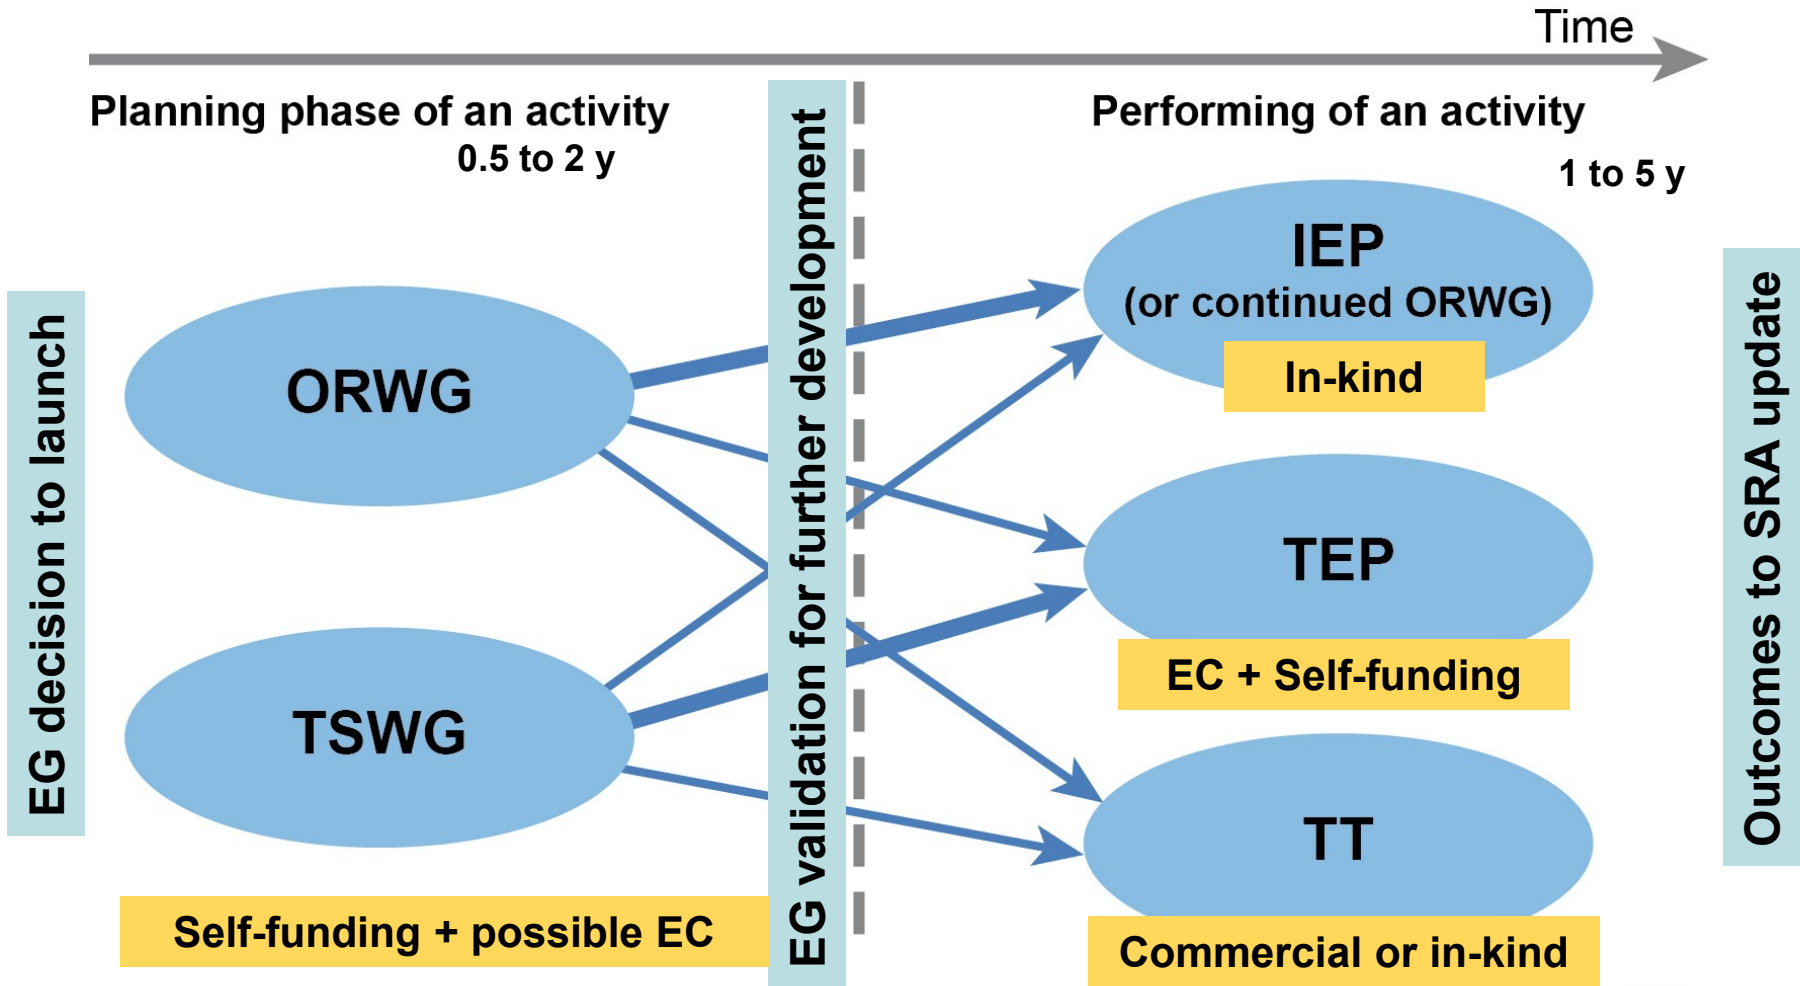 Time
Planning phase of an activity
0.5 to 2 y
Performing of an activity
1 to 5 y
EG decision to launch
ORWG
TSWG
Self-funding + possible EC
EG validation for further development
IEP
(or continued ORWG)
In-kind
TEP
EC + Self-funding
TT
Commercial or in-kind
Outcomes to SRA update